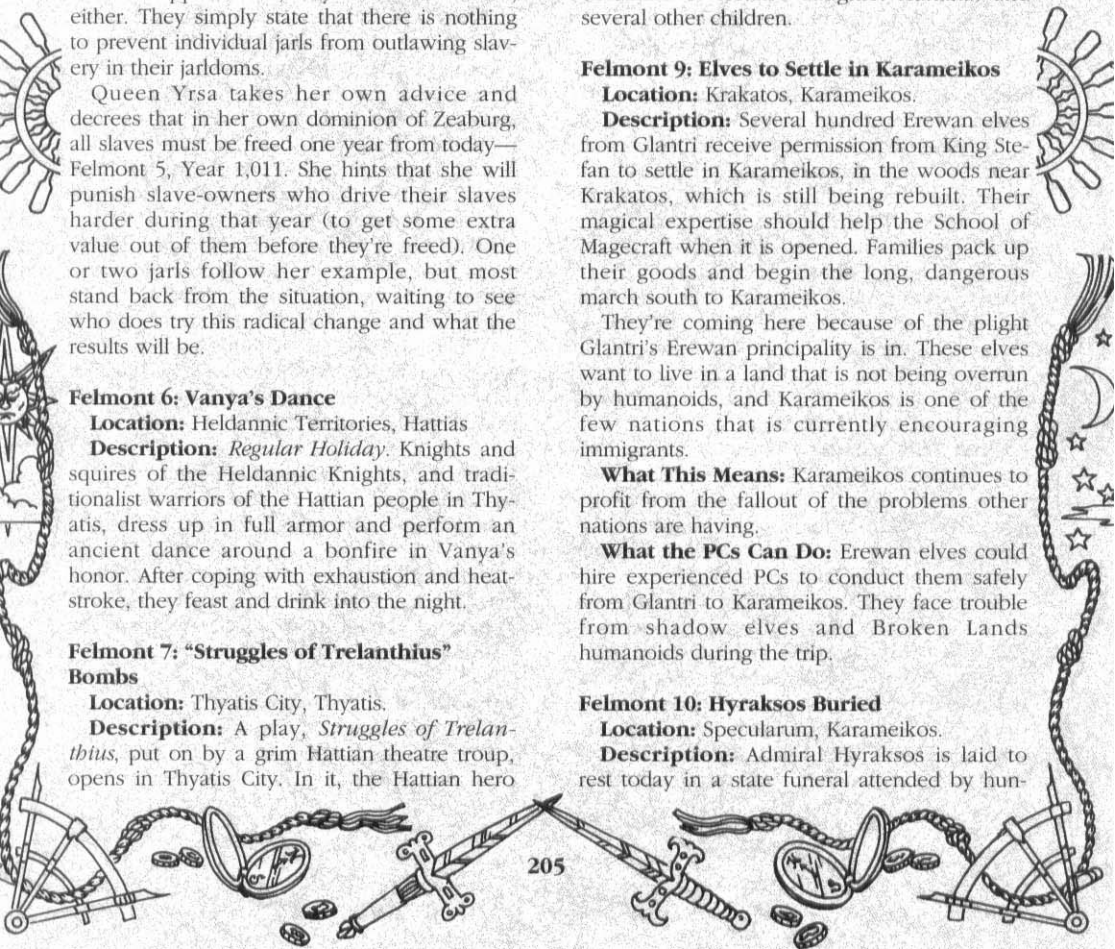 either. They simply state that there is nothing
to prevent individual jarls from outlawing slav-
ery in their jarldoms.
Queen Yrsa takes her own advice and
decrees that in her own dominion of Zeaburg,
all slaves must be freed one year from today—
Felmont 5, Year 1,011. She hints that she will
punish slave-owners who drive their slaves
harder during that year (to get some extra
value out of them before they're freed). One
or two jarls follow her example, but most
stand back from the situation, waiting to see
who does try this radical change and what the
results will be.
Felmont 6: Vanya's Dance
Location: Heldannic Territories, Hattias
Description: Regular Holiday. Knights and
squires of the Heldannic Knights, and tradi-
tionalist warriors of the Hattian people in Thy-
atis, dress up in full armor and perform an
ancient dance around a bonfire in Vanya's
honor. After coping with exhaustion and heat-
stroke, they feast and drink into the night.
Felmont 7: "Struggles of Trelanthius"
Bombs
Location: Thyatis City, Thyatis.
Description: A play, Struggles of Trelan-
thius, put on by a grim Hattian theatre troup,
opens in Thyatis City. In it, the Hattian hero
several other children.
Felmont 9: Elves to Settle in Karameikos
Location: Krakatos, Karameikos.
Description: Several hundred Erewan elves
from Glantri receive permission from King Ste-
fan to settle in Karameikos, in the woods near
Krakatos, which is still being rebuilt. Their
magical expertise should help the School of
Magecraft when it is opened. Families pack up
their goods and begin the long, dangerous
march south to Karameikos.
They're coming here because of the plight
Glantri's Erewan principality is in. These elves
want to live in a land that is not being overrun
by humanoids, and Karameikos is one of the
few nations that is currently encouraging
immigrants.
What This Means: Karameikos continues to
profit from the fallout of the problems other
nations are having.
What the PCs Can Do: Erewan elves could
hire experienced PCs to conduct them safely
from Glantri to Karameikos. They face trouble
from shadow elves and Broken Lands
humanoids during the trip.
Felmont 10: Hyraksos Buried
Location: Specularum, Karameikos.
Description: Admiral Hyraksos is laid to
rest today in a state funeral attended by hun-
205